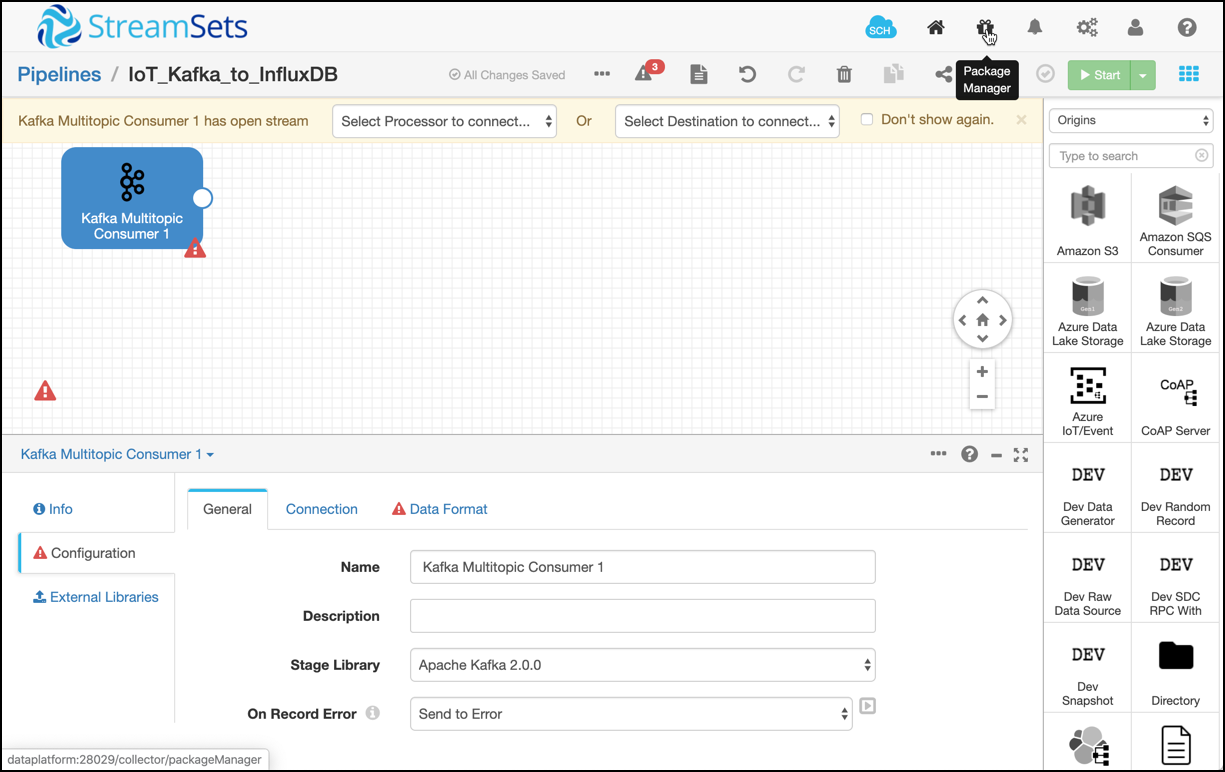 StreamSets
SCH
Pipelines / IoT_Kafka_to_InfluxDB
All Changes Saved
3
Package
Manager
Start
Kafka Multitopic Consumer 1 has open stream
Select Processor to connect...
Or
Select Destination to connect...
Don't show again.
Origins
Type to search
Kafka Multitopic
Consumer 1
Amazon S3
Amazon SQS
Consumer
Gen1
Azure Data
Lake Storage
Gen2
Azure Data
Lake Storage
Azure
IoT/Event
CoAP
CoAP Server
DEV
Dev Data
Generator
DEV
Dev Random
Record
DEV
Dev Raw
Data Source
DEV
Dev SDC
RPC With
DEV
Dev
Snapshot
Directory
Kafka Multitopic Consumer 1
Info
Configuration
External Libraries
General
Connection
Data Format
Name
Kafka Multitopic Consumer 1
Description
Stage Library
Apache Kafka 2.0.0
On Record Error
Send to Error
dataplatform:28029/collector/packageManager